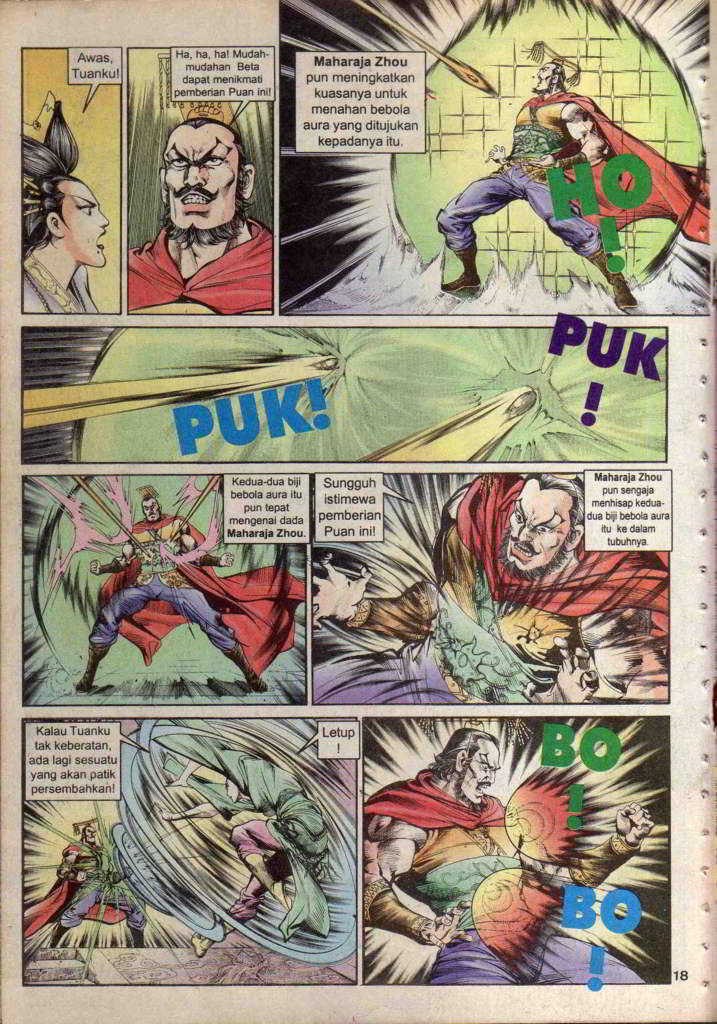 Awas,
Tuanku!
Ha, ha, ha! Mudah-
mudahan Beta
dapat menikmati
pemberian Puan ini!
Maharaja Zhou
pun meningkatkan
kuasanya untuk
menahan bebola
aura yang ditujukan
kepadanya itu.
HO
!
PUK!
PUK
!
Kedua-dua biji
bebola aura itu
pun tepat
mengenai dada
Maharaja Zhou.
Sungguh
istimewa
pemberian
Puan ini!
Maharaja Zhou
pun sengaja
menhisap kedua-
dua biji bebola aura
itu ke dalam
tubuhnya.
Kalau Tuanku
tak keberatan,
ada lagi sesuatu
yang akan patik
persembahkan!
Letup
!
BO
!
BO
!
18